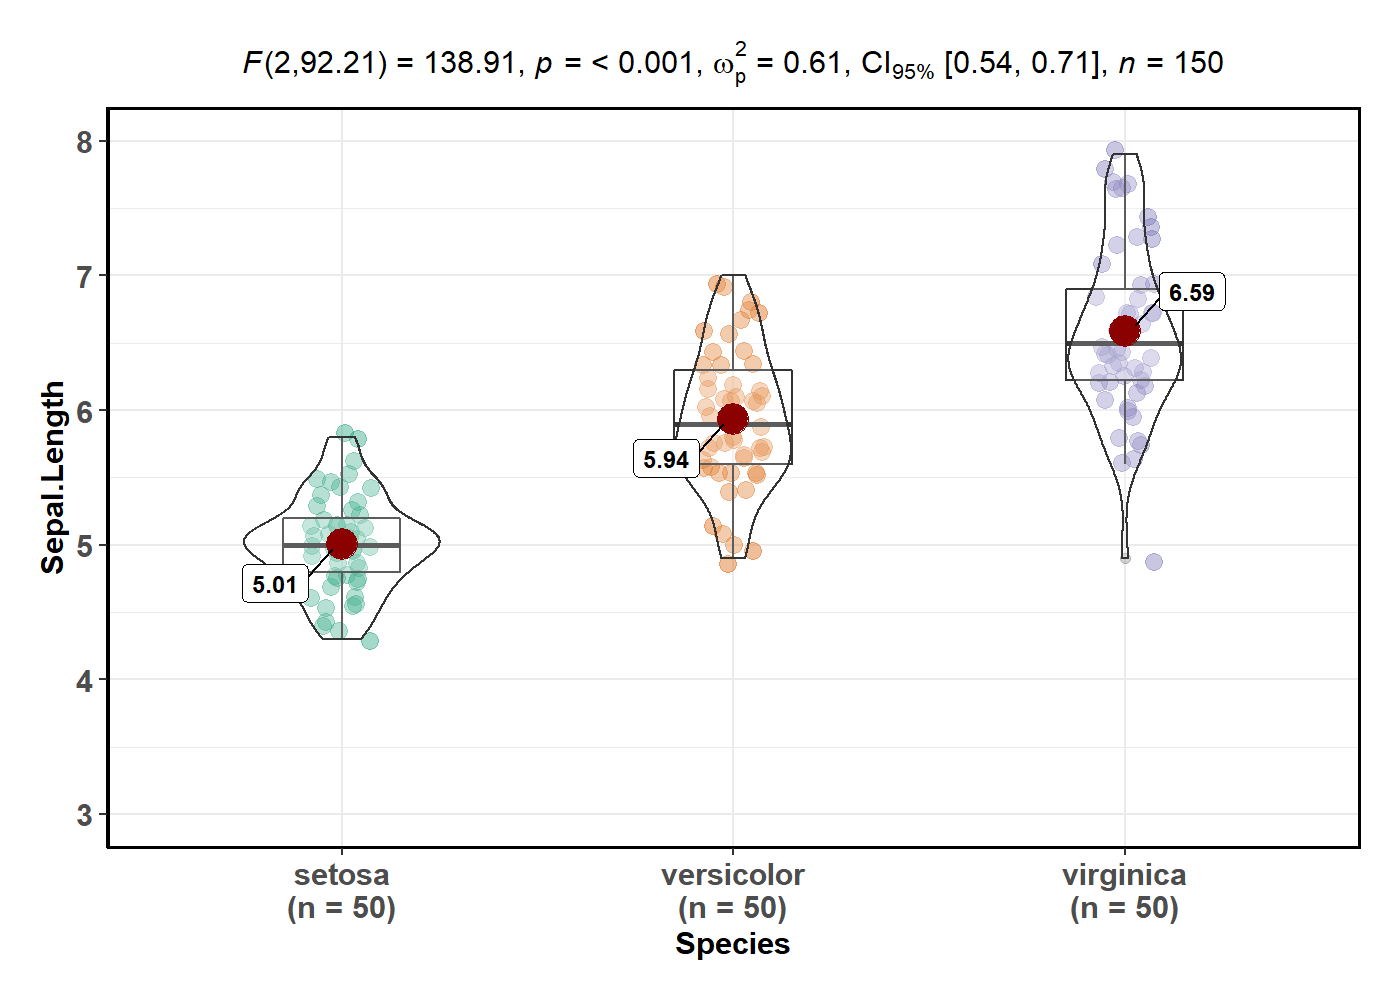 F(2,92.21) = 138.91, p = < 0.001, ω²ₚ = 0.61, CI₉₅% [0.54, 0.71], n = 150
8
7
6
5
4
3
Sepal.Length
5.01
5.94
6.59
setosa
(n = 50)
versicolor
(n = 50)
virginica
(n = 50)
Species